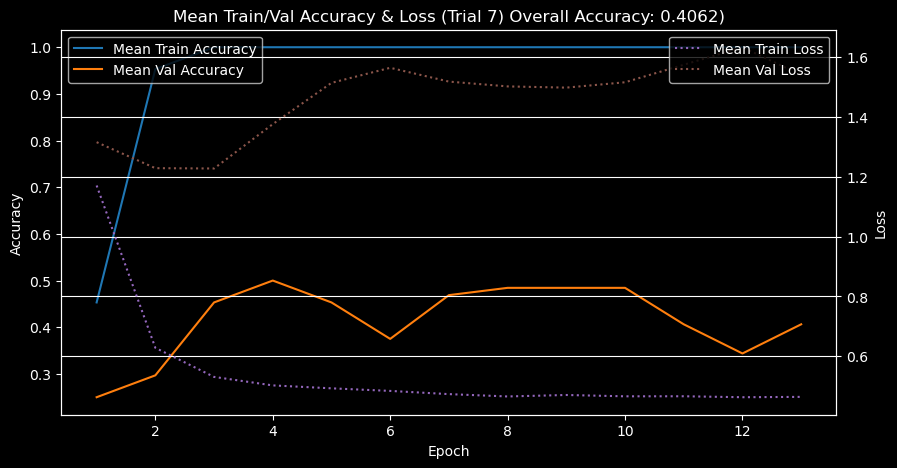 Mean Train/Val Accuracy & Loss (Trial 7) Overall Accuracy: 0.4062)
Mean Train Accuracy
Mean Val Accuracy
Mean Train Loss
Mean Val Loss
1.0
0.9
0.8
0.7
0.6
0.5
0.4
0.3
Accuracy
1.6
1.4
1.2
1.0
0.8
0.6
Loss
2 4 6 8 10 12
Epoch